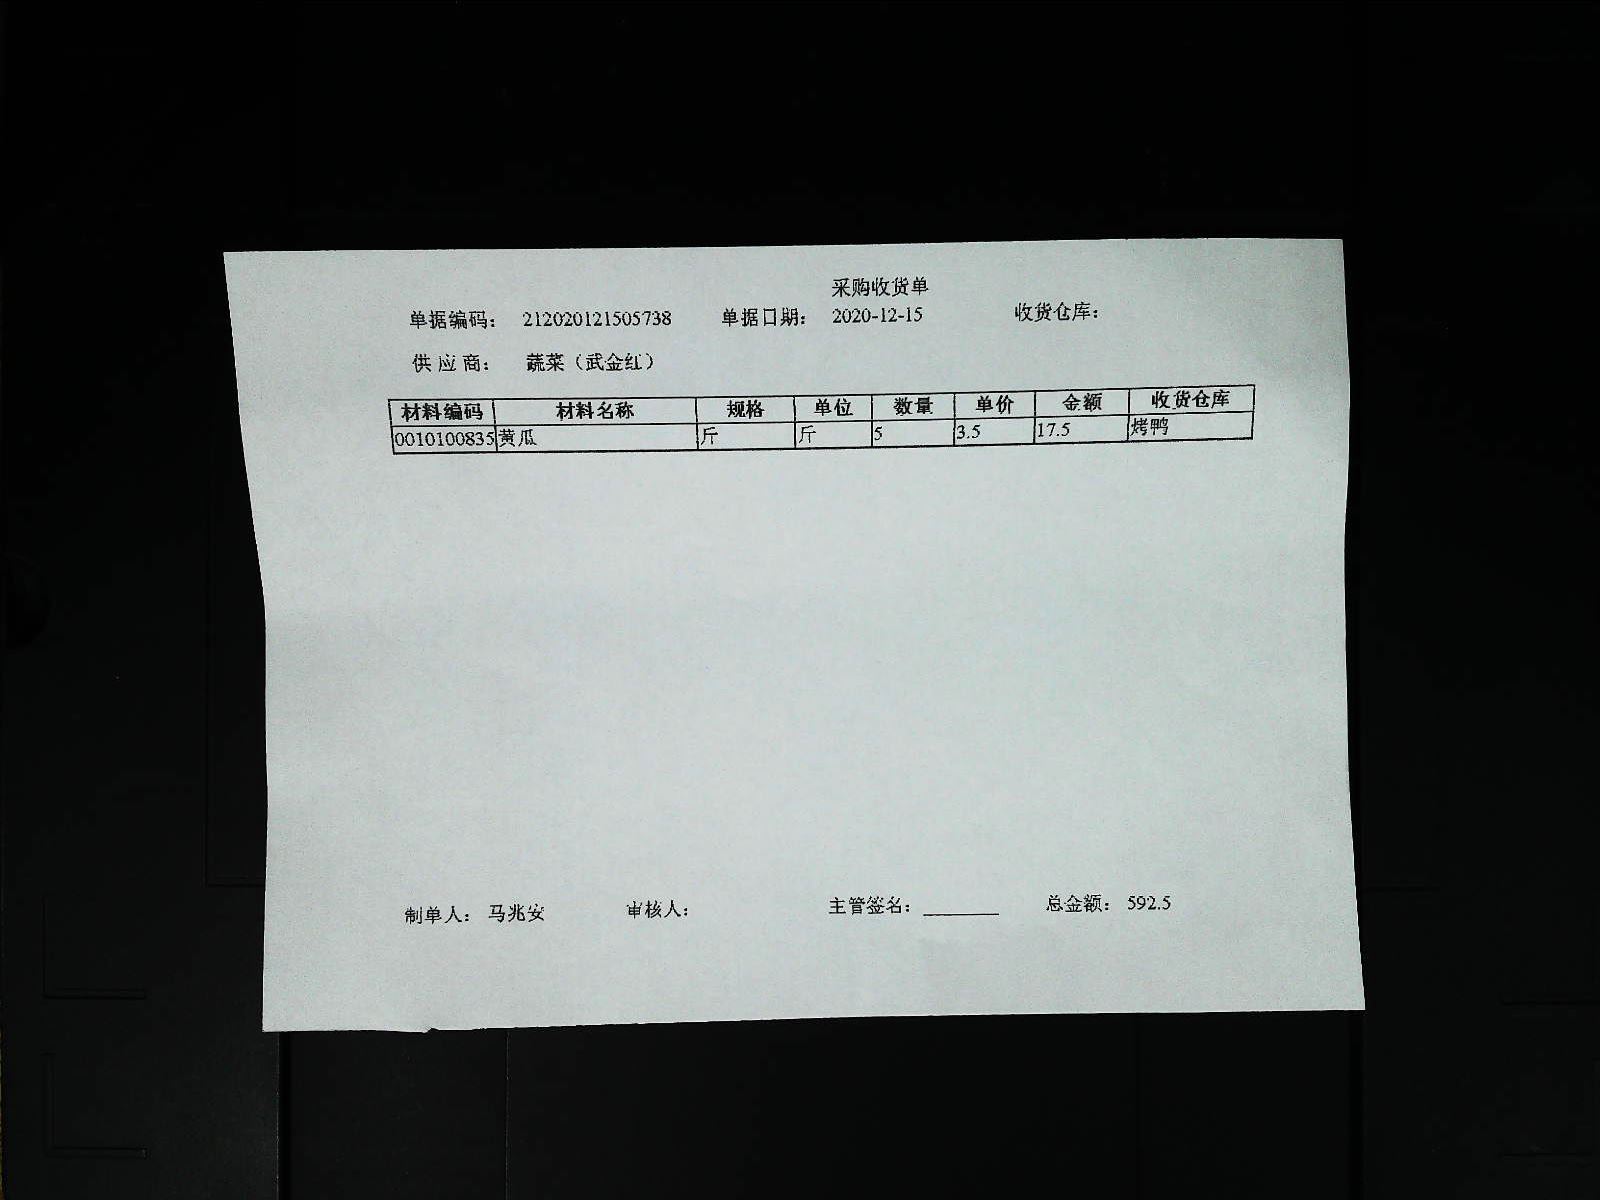 采购收货单
单据编码： 212020121505738 单据日期： 2020-12-15 收货仓库：
供 应 商： 蔬菜（武金红）
材料编码 材料名称 规格 单位 数量 单价 金额 收货仓库
0010100835 黄瓜 斤 斤 5 3.5 17.5 烤鸭
制单人： 马兆安 审核人： 主管签名：________ 总金额： 592.5